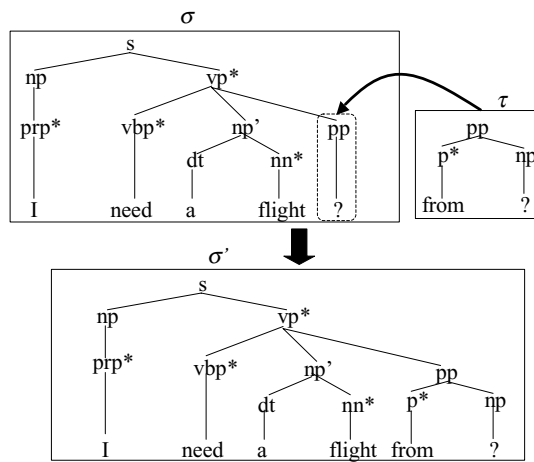 σ
s
np vp*
τ
prp* vbp* np’ pp
pp
dt nn*
p* np
I need a flight ?
from ?
σ’
s
np vp*
prp* vbp* np’ pp
dt nn* p* np
I need a flight from ?